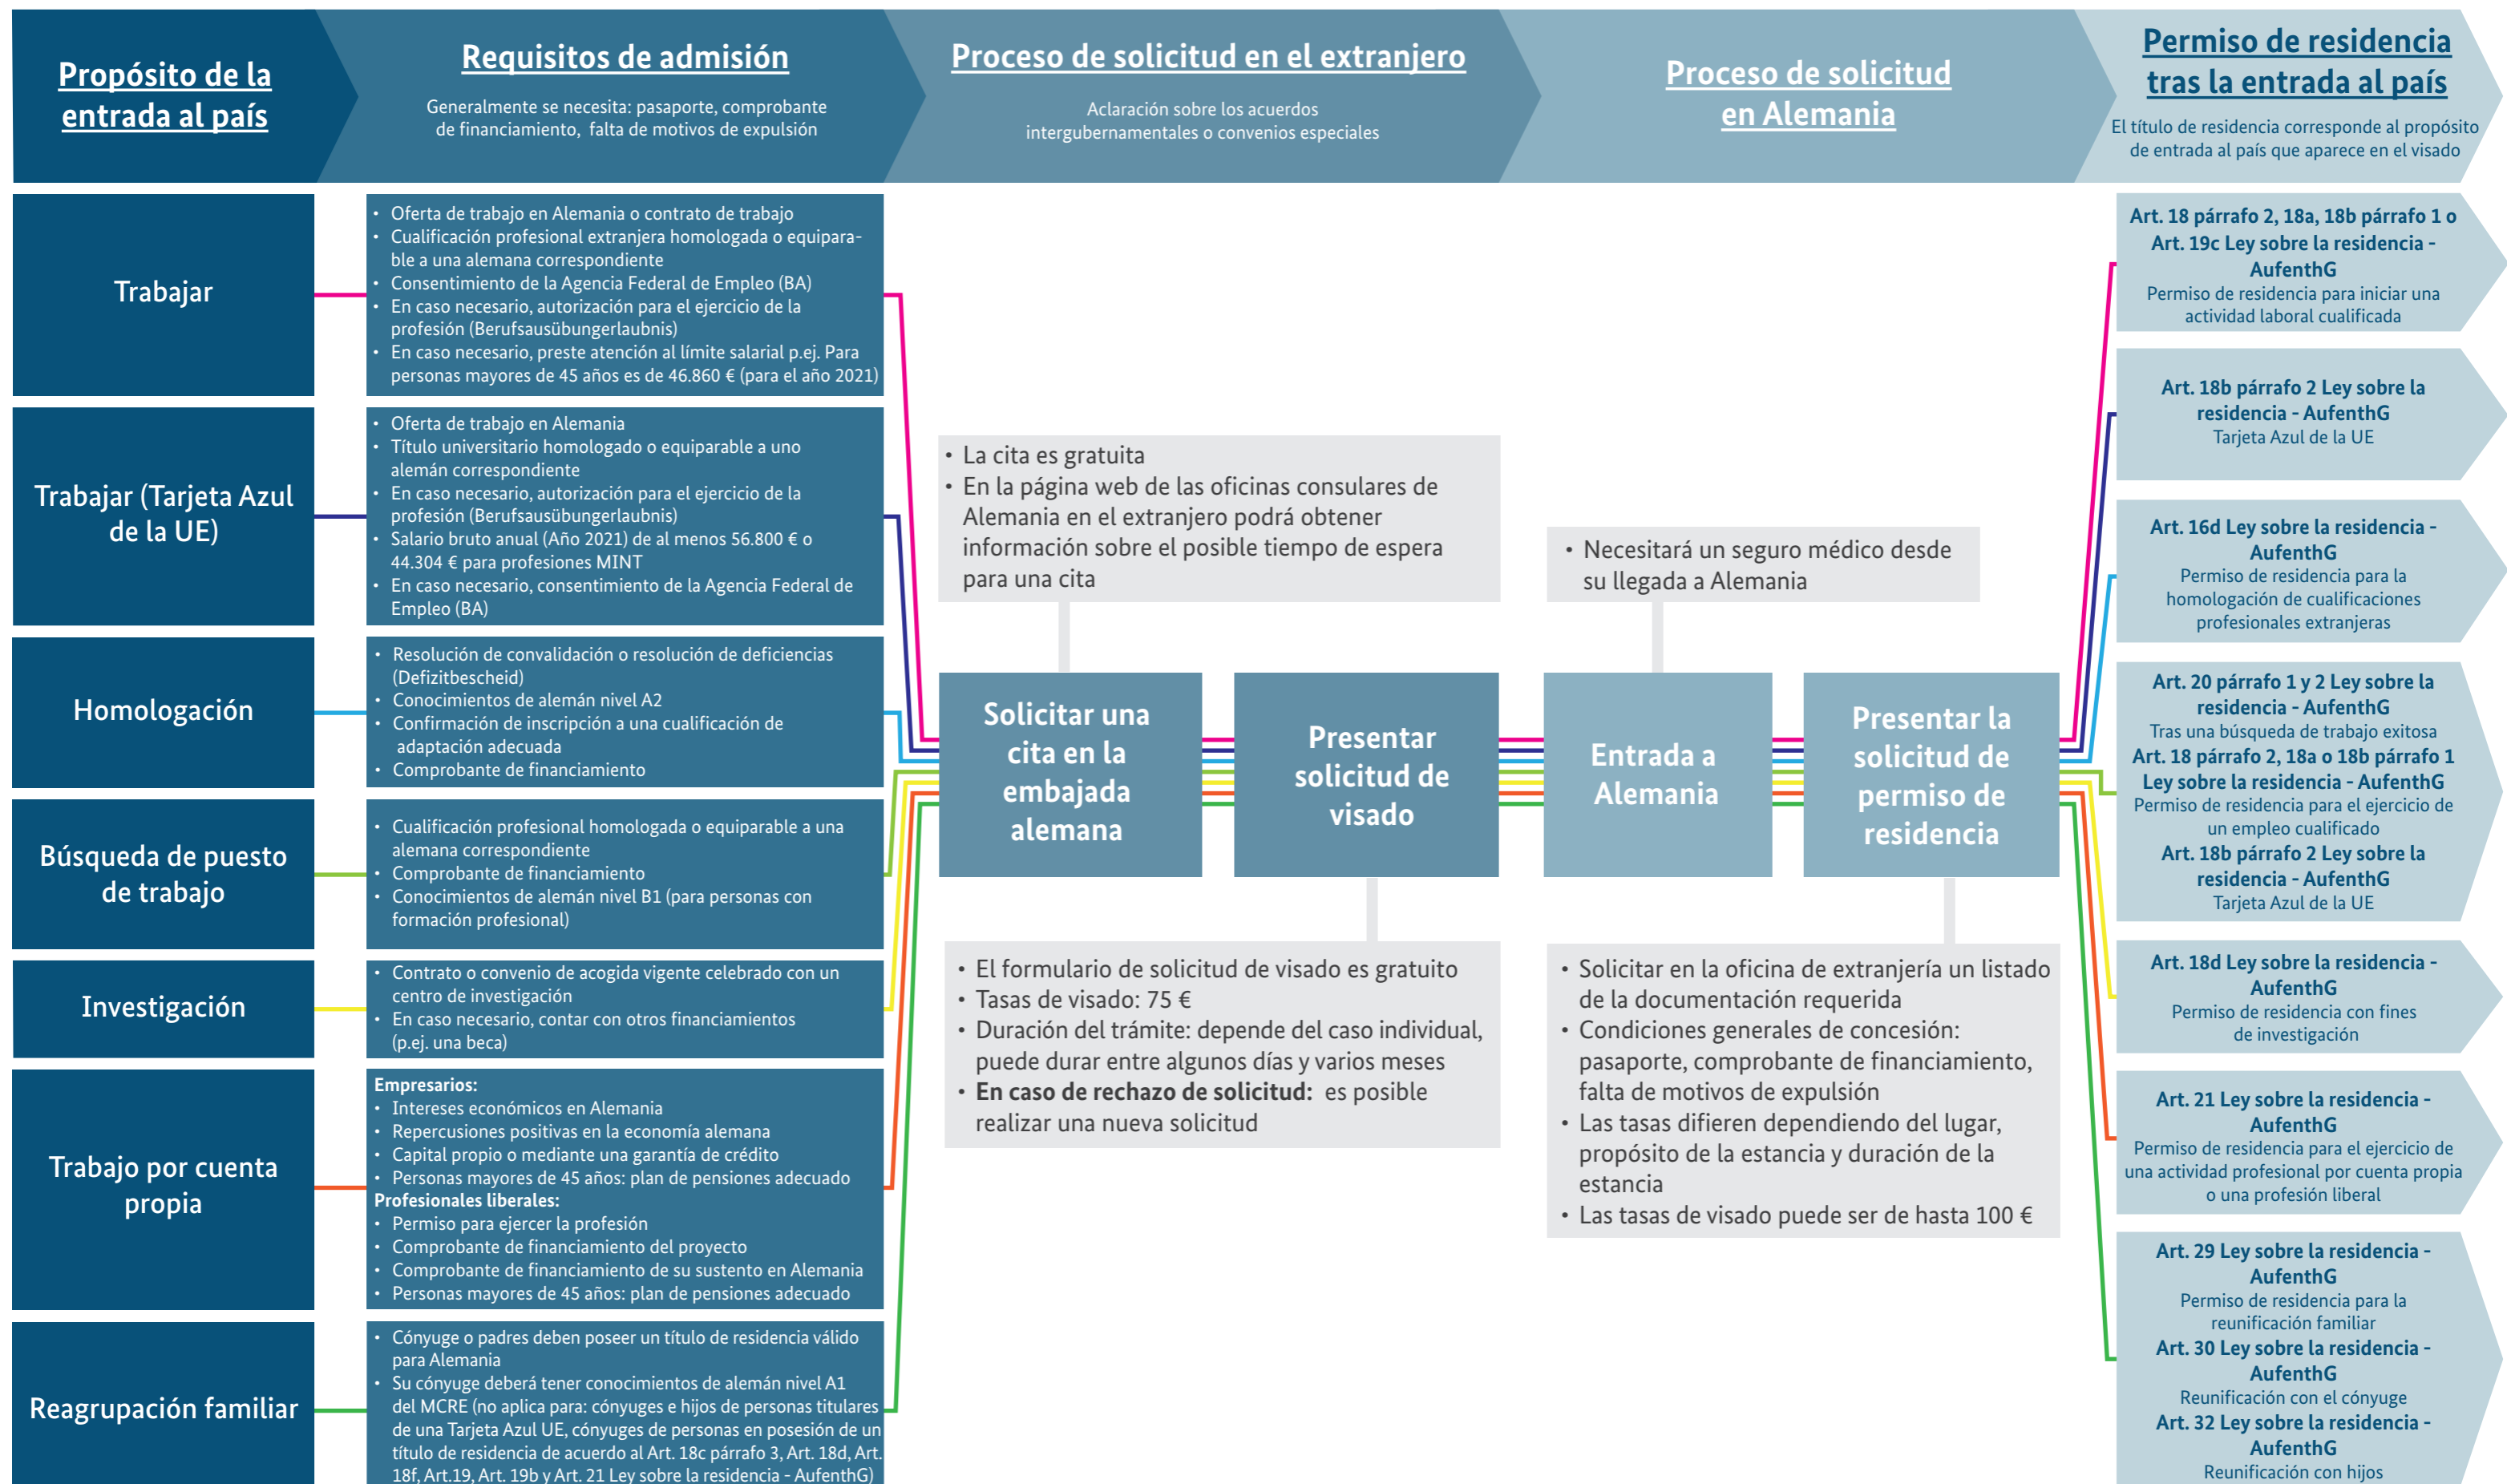 Propósito de la
entrada al país
Requisitos de admisión
Generalmente se necesita: pasaporte, comprobante
de financiamiento, falta de motivos de expulsión
Proceso de solicitud en el extranjero
Aclaración sobre los acuerdos
intergubernamentales o convenios especiales
Proceso de solicitud
en Alemania
Permiso de residencia
tras la entrada al país
El título de residencia corresponde al propósito
de entrada al país que aparece en el visado
Trabajar
• Oferta de trabajo en Alemania o contrato de trabajo
• Cualificación profesional extranjera homologada o equipara-
ble a una alemana correspondiente
• Consentimiento de la Agencia Federal de Empleo (BA)
• En caso necesario, autorización para el ejercicio de la
profesión (Berufsausübungerlaubnis)
• En caso necesario, preste atención al límite salarial p.ej. Para
personas mayores de 45 años es de 46.860 € (para el año 2021)
Trabajar (Tarjeta Azul
de la UE)
• Oferta de trabajo en Alemania
• Título universitario homologado o equiparable a uno
alemán correspondiente
• En caso necesario, autorización para el ejercicio de la
profesión (Berufsausübungerlaubnis)
• Salario bruto anual (Año 2021) de al menos 56.800 € o
44.304 € para profesiones MINT
• En caso necesario, consentimiento de la Agencia Federal de
Empleo (BA)
Homologación
• Resolución de convalidación o resolución de deficiencias
(Defizitbescheid)
• Conocimientos de alemán nivel A2
• Confirmación de inscripción a una cualificación de
adaptación adecuada
• Comprobante de financiamiento
Búsqueda de puesto
de trabajo
• Cualificación profesional homologada o equiparable a una
alemana correspondiente
• Comprobante de financiamiento
• Conocimientos de alemán nivel B1 (para personas con
formación profesional)
Investigación
• Contrato o convenio de acogida vigente celebrado con un
centro de investigación
• En caso necesario, contar con otros financiamientos
(p.ej. una beca)
Trabajo por cuenta
propia
Empresarios:
• Intereses económicos en Alemania
• Repercusiones positivas en la economía alemana
• Capital propio o mediante una garantía de crédito
• Personas mayores de 45 años: plan de pensiones adecuado
Profesionales liberales:
• Permiso para ejercer la profesión
• Comprobante de financiamiento del proyecto
• Comprobante de financiamiento de su sustento en Alemania
• Personas mayores de 45 años: plan de pensiones adecuado
Reagrupación familiar
• Cónyuge o padres deben poseer un título de residencia válido
para Alemania
• Su cónyuge deberá tener conocimientos de alemán nivel A1
del MCRE (no aplica para: cónyuges e hijos de personas titulares
de una Tarjeta Azul UE, cónyuges de personas en posesión de un
título de residencia de acuerdo al Art. 18c párrafo 3, Art. 18d, Art.
18f, Art.19, Art. 19b y Art. 21 Ley sobre la residencia - AufenthG)
• La cita es gratuita
• En la página web de las oficinas consulares de
Alemania en el extranjero podrá obtener
información sobre el posible tiempo de espera
para una cita
Solicitar una
cita en la
embajada
alemana
Presentar
solicitud de
visado
• El formulario de solicitud de visado es gratuito
• Tasas de visado: 75 €
• Duración del trámite: depende del caso individual,
puede durar entre algunos días y varios meses
• En caso de rechazo de solicitud: es posible
realizar una nueva solicitud
• Necesitará un seguro médico desde
su llegada a Alemania
Entrada a
Alemania
Presentar la
solicitud de
permiso de
residencia
• Solicitar en la oficina de extranjería un listado
de la documentación requerida
• Condiciones generales de concesión:
pasaporte, comprobante de financiamiento,
falta de motivos de expulsión
• Las tasas difieren dependiendo del lugar,
propósito de la estancia y duración de la
estancia
• Las tasas de visado puede ser de hasta 100 €
Art. 18 párrafo 2, 18a, 18b párrafo 1 o
Art. 19c Ley sobre la residencia -
AufenthG
Permiso de residencia para iniciar una
actividad laboral cualificada
Art. 18b párrafo 2 Ley sobre la
residencia - AufenthG
Tarjeta Azul de la UE
Art. 16d Ley sobre la residencia -
AufenthG
Permiso de residencia para la
homologación de cualificaciones
profesionales extranjeras
Art. 20 párrafo 1 y 2 Ley sobre la
residencia - AufenthG
Tras una búsqueda de trabajo exitosa
Art. 18 párrafo 2, 18a o 18b párrafo 1
Ley sobre la residencia - AufenthG
Permiso de residencia para el ejercicio de
un empleo cualificado
Art. 18b párrafo 2 Ley sobre la
residencia - AufenthG
Tarjeta Azul de la UE
Art. 18d Ley sobre la residencia -
AufenthG
Permiso de residencia con fines
de investigación
Art. 21 Ley sobre la residencia -
AufenthG
Permiso de residencia para el ejercicio de
una actividad profesional por cuenta propia
o una profesión liberal
Art. 29 Ley sobre la residencia -
AufenthG
Permiso de residencia para la
reunificación familiar
Art. 30 Ley sobre la residencia -
AufenthG
Reunificación con el cónyuge
Art. 32 Ley sobre la residencia -
AufenthG
Reunificación con hijos